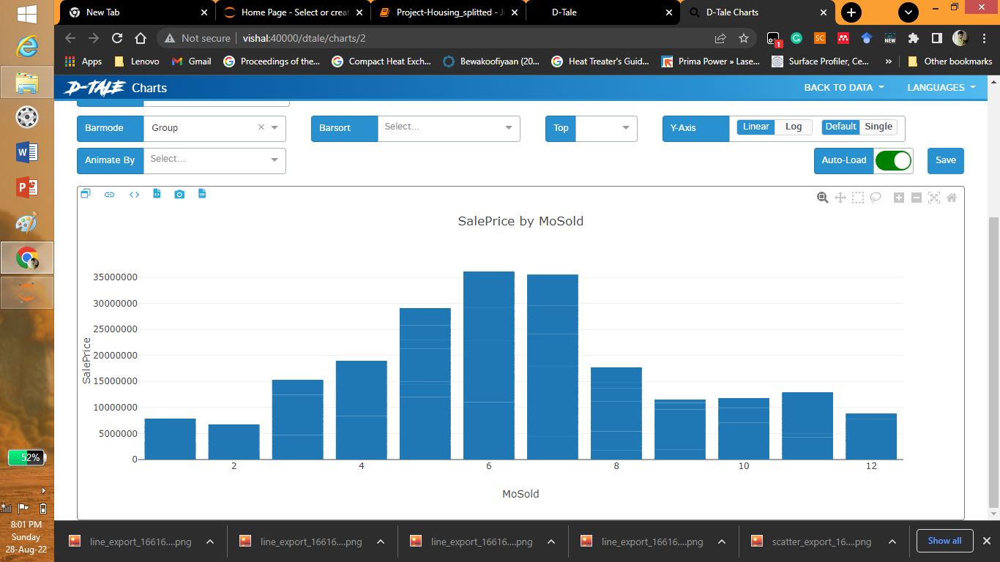 New Tab
Home Page - Select or creat
Project-Housing_splitted - J
D-Tale
D-Tale Charts
Not secure | vishal:40000/dtale/charts/2
1
SC
NEW
Apps
Lenovo
Gmail
Proceedings of the...
Compact Heat Exch...
Bewakoofiyaan (20...
Heat Treater's Guid...
Prima Power » Lase...
Surface Profiler, Ce...
»
Other bookmarks
D-TALE Charts
BACK TO DATA
LANGUAGES
Barmode Group
Barsort Select...
Top
Y-Axis Linear Log Default Single
Animate By Select...
Auto-Load
Save
SalePrice by MoSold
35000000
30000000
25000000
20000000
15000000
10000000
5000000
0
SalePrice
2 4 6 8 10 12
MoSold
52%
8:01 PM
Sunday
28-Aug-22
line_export_16616....png
line_export_16616....png
line_export_16616....png
line_export_16616....png
scatter_export_16....png
Show all